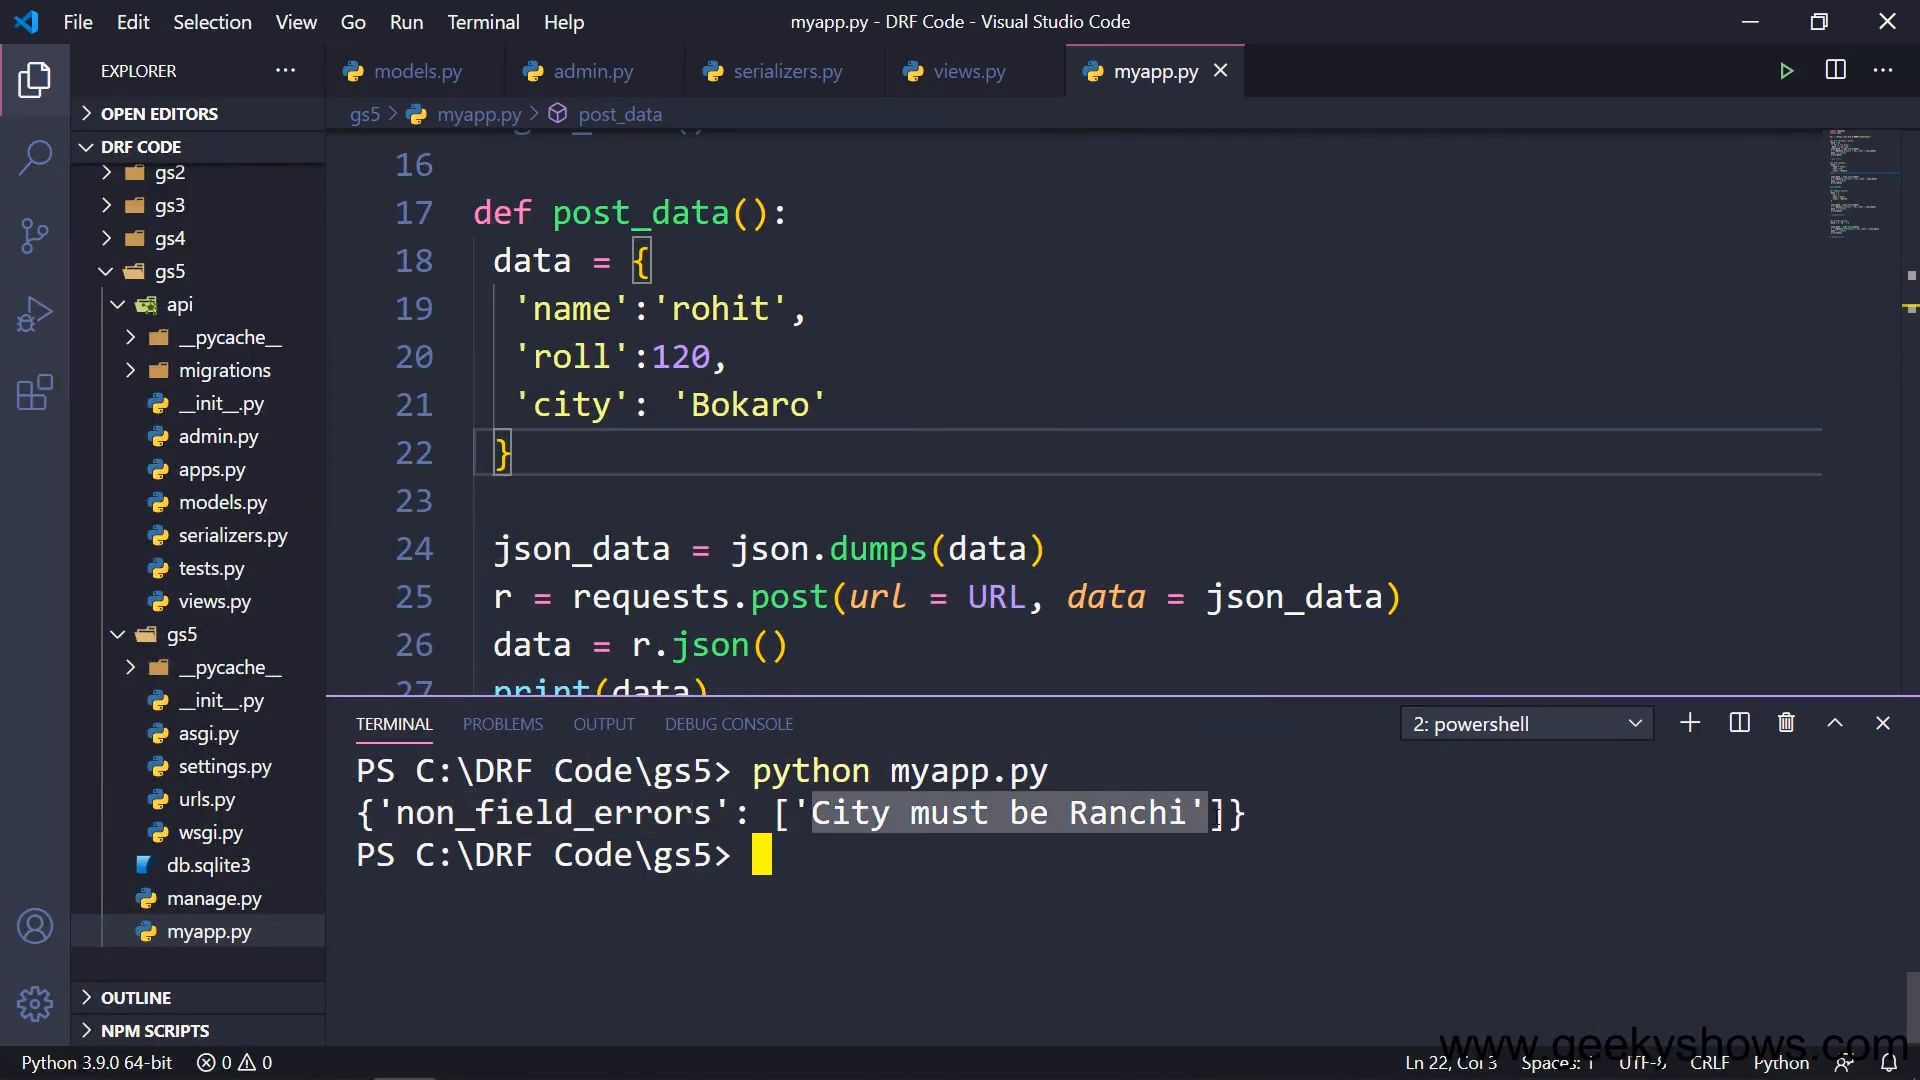 File Edit Selection View Go Run Terminal Help
myapp.py - DRF Code - Visual Studio Code
EXPLORER
models.py admin.py serializers.py views.py myapp.py
OPEN EDITORS
gs5 myapp.py post_data
DRF CODE
gs2
gs3
gs4
gs5
api
__pycache__
migrations
__init__.py
admin.py
apps.py
models.py
serializers.py
tests.py
views.py
gs5
__pycache__
__init__.py
asgi.py
settings.py
urls.py
wsgi.py
db.sqlite3
manage.py
myapp.py
OUTLINE
NPM SCRIPTS
16
17 def post_data():
18 data = {
19 'name':'rohit',
20 'roll':120,
21 'city': 'Bokaro'
22 }
23
24 json_data = json.dumps(data)
25 r = requests.post(url = URL, data = json_data)
26 data = r.json()
27 print(data)
TERMINAL PROBLEMS OUTPUT DEBUG CONSOLE
2: powershell
PS C:\DRF Code\gs5> python myapp.py
{'non_field_errors': ['City must be Ranchi']}
PS C:\DRF Code\gs5>
www.geekyshows.com
Python 3.9.0 64-bit 0 0
Ln 22, Col 3 Spaces: 1 UTF-8 CRLF Python